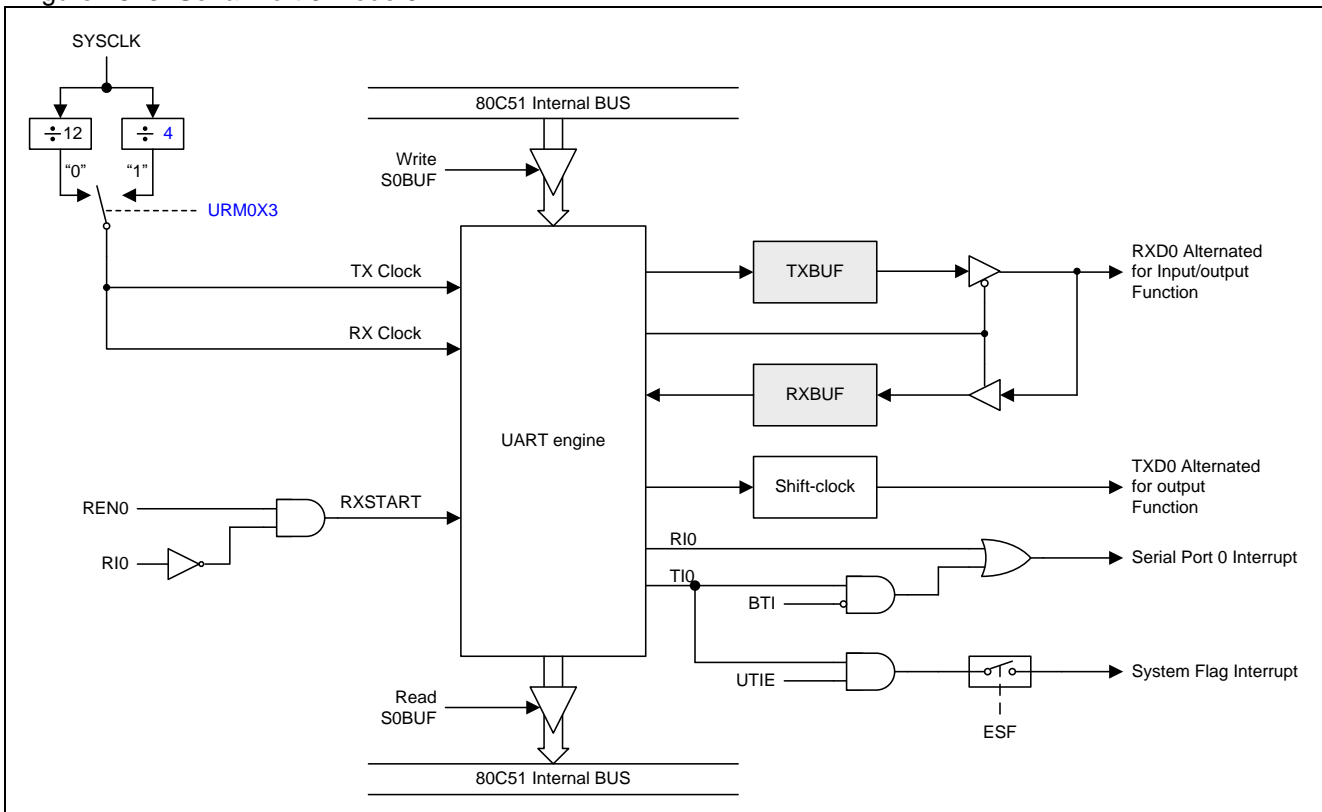 SYSCLK
÷12
÷ 4
“0”
“1”
URM0X3
80C51 Internal BUS
Write
S0BUF
TX Clock
RX Clock
TXBUF
RXD0 Alternated
for Input/output
Function
RXBUF
UART engine
Shift-clock
TXD0 Alternated
for output
Function
REN0
RXSTART
RI0
RI0
Serial Port 0 Interrupt
TI0
BTI
UTIE
System Flag Interrupt
ESF
Read
S0BUF
80C51 Internal BUS